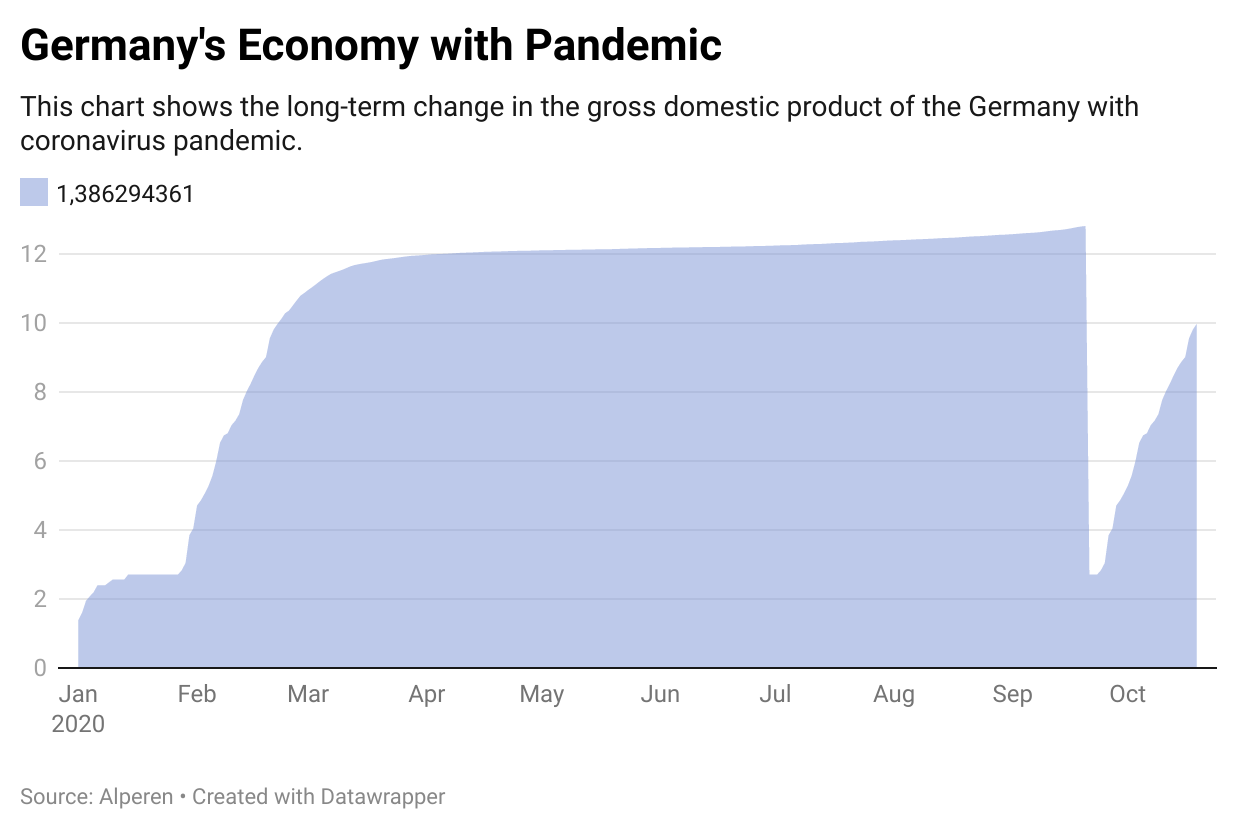 Germany's Economy with Pandemic
This chart shows the long-term change in the gross domestic product of the Germany with
coronavirus pandemic.
1,386294361
12
10
8
6
4
2
0
Jan Feb Mar Apr May Jun Jul Aug Sep Oct
2020
Source: Alperen • Created with Datawrapper